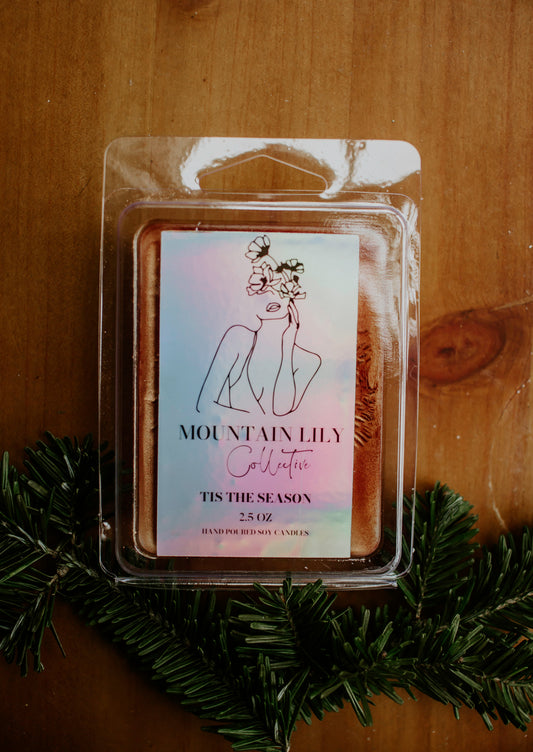 MOUNTAIN LILY
Collective
TIS THE SEASON
2.5 OZ
HAND POURED SOY CANDLES